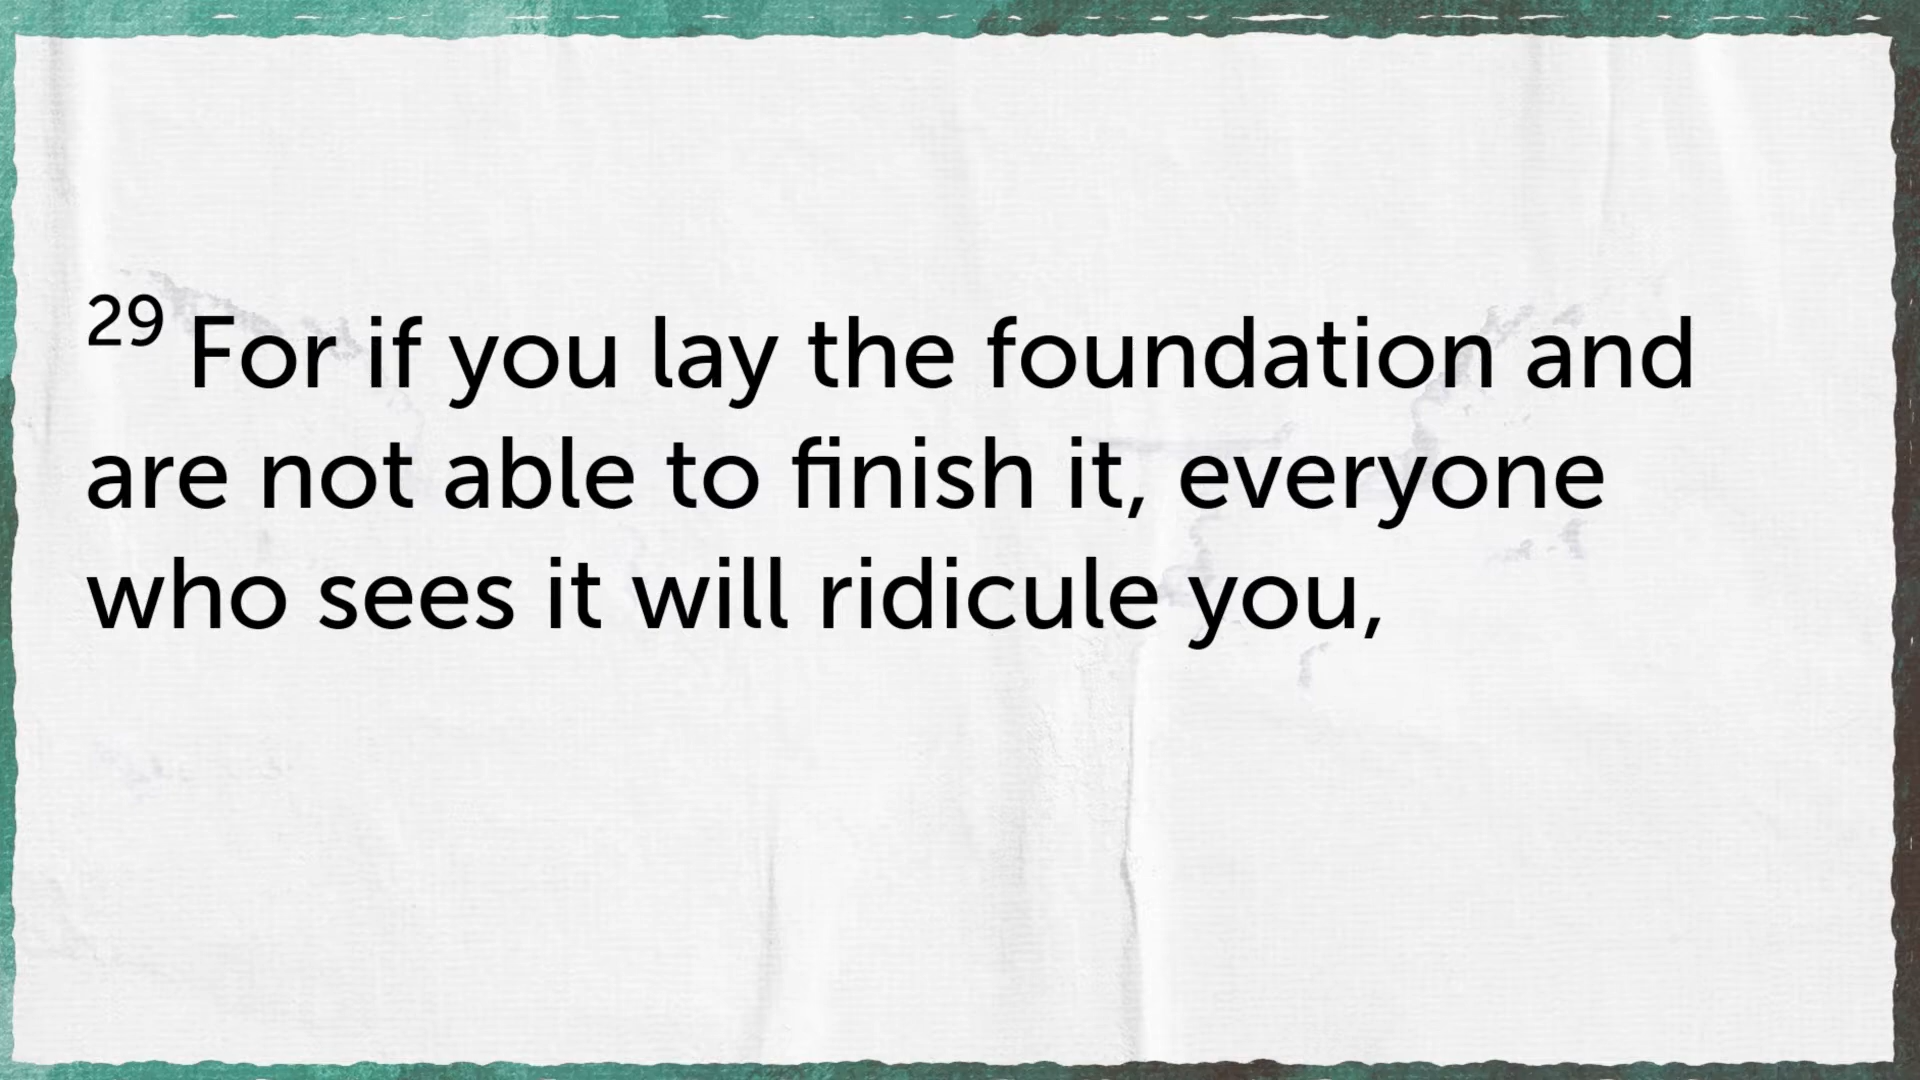 29 For if you lay the foundation and
are not able to finish it, everyone
who sees it will ridicule you,